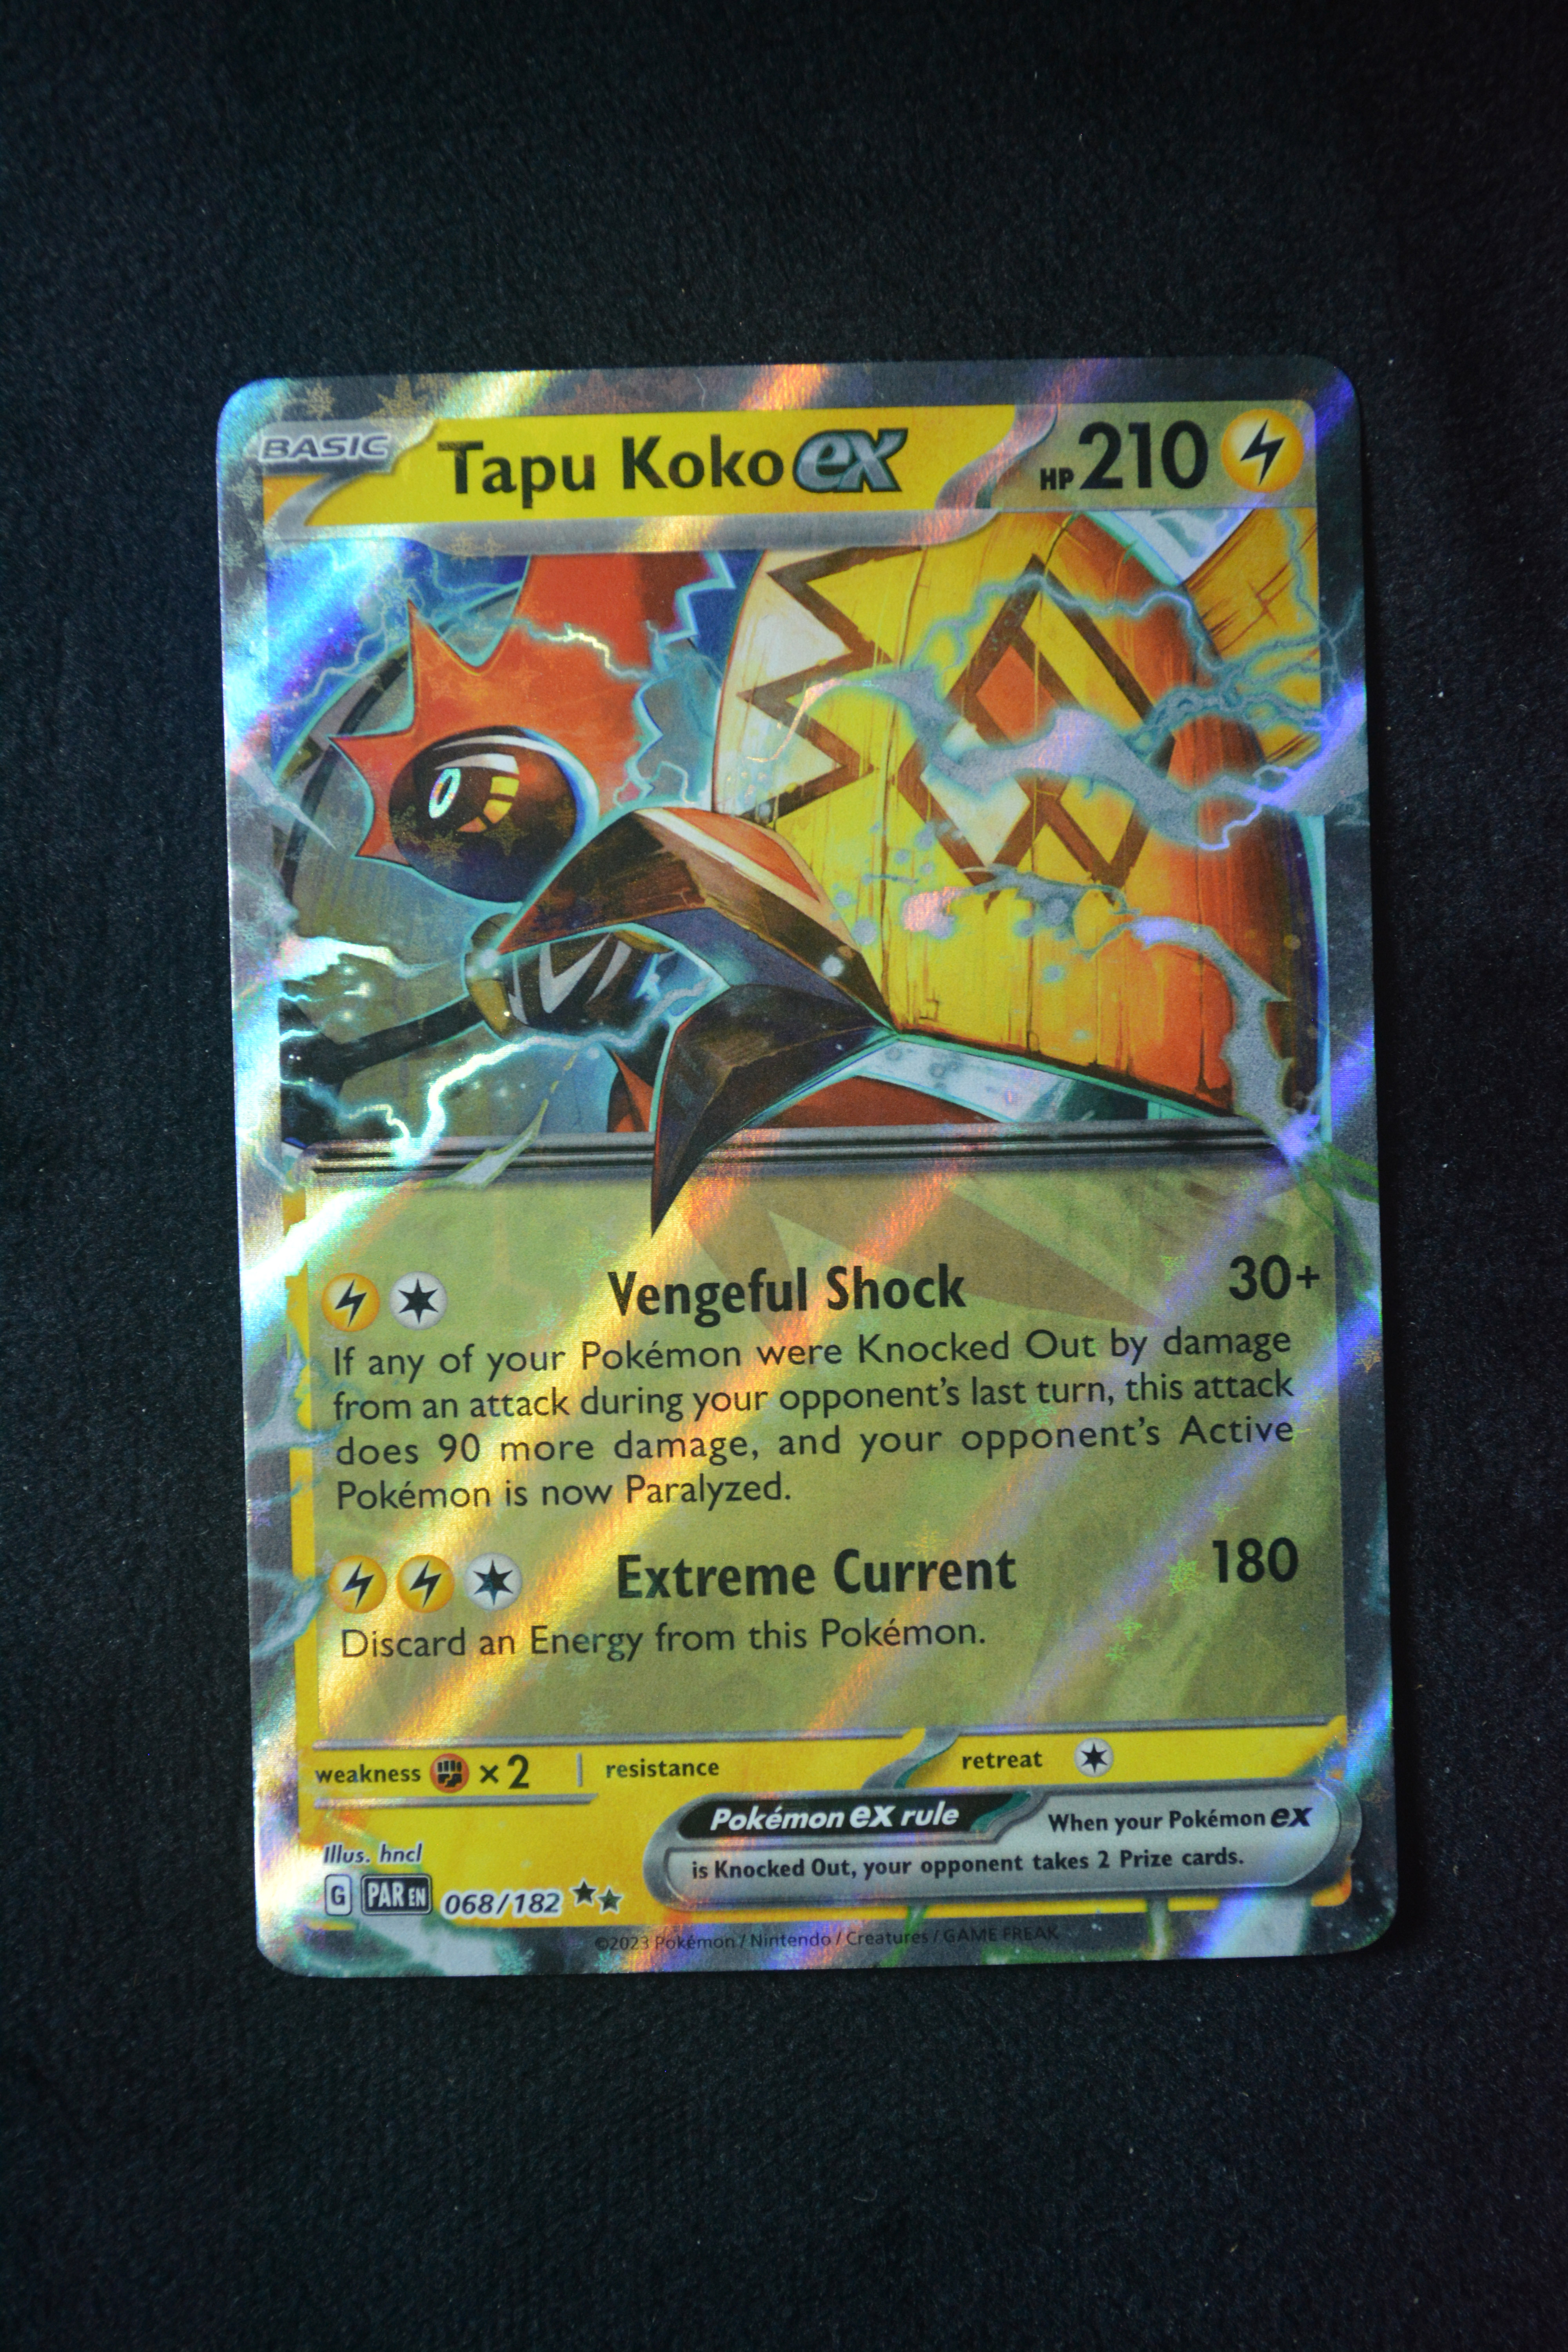 BASIC
Tapu Koko ex
HP 210
Vengeful Shock 30+
If any of your Pokémon were Knocked Out by damage
from an attack during your opponent's last turn, this attack
does 90 more damage, and your opponent's Active
Pokémon is now Paralyzed.
Extreme Current 180
Discard an Energy from this Pokémon.
weakness ×2 resistance retreat
Pokémon ex rule When your Pokémon ex
is Knocked Out, your opponent takes 2 Prize cards.
Illus. hncl
G PAR EN 068/182
©2023 Pokémon / Nintendo / Creatures / GAME FREAK